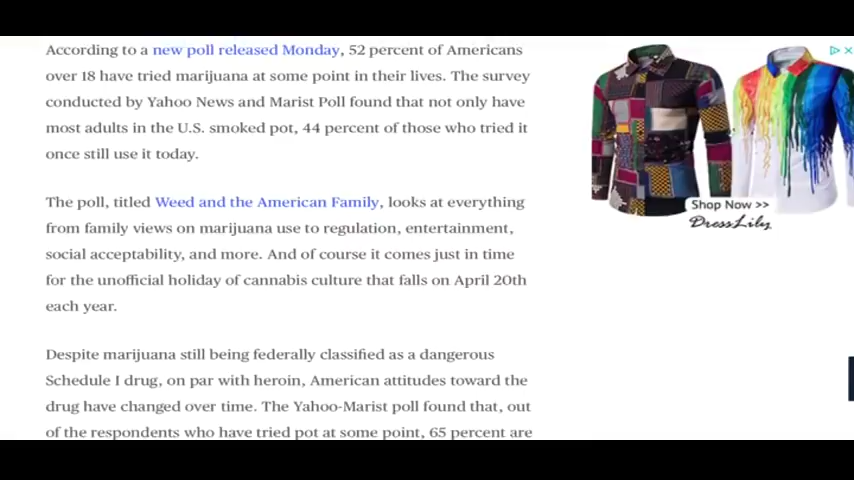 According to a new poll released Monday, 52 percent of Americans
over 18 have tried marijuana at some point in their lives. The survey
conducted by Yahoo News and Marist Poll found that not only have
most adults in the U.S. smoked pot, 44 percent of those who tried it
once still use it today.
The poll, titled Weed and the American Family, looks at everything
from family views on marijuana use to regulation, entertainment,
social acceptability, and more. And of course it comes just in time
for the unofficial holiday of cannabis culture that falls on April 20th
each year.
Despite marijuana still being federally classified as a dangerous
Schedule I drug, on par with heroin, American attitudes toward the
drug have changed over time. The Yahoo-Marist poll found that, out
of the respondents who have tried pot at some point, 65 percent are
Shop Now >>
DressLily